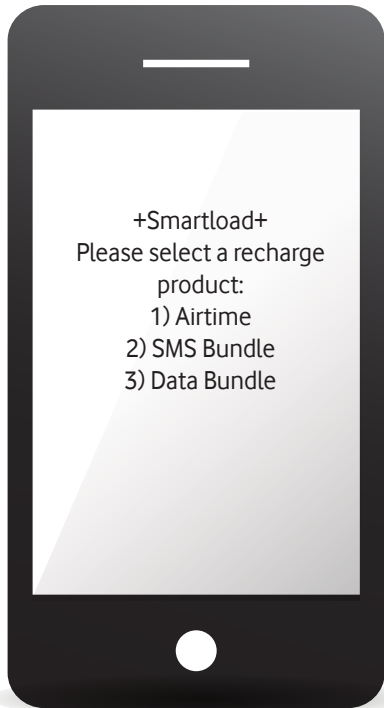 +Smartload+
Please select a recharge
product:
1) Airtime
2) SMS Bundle
3) Data Bundle